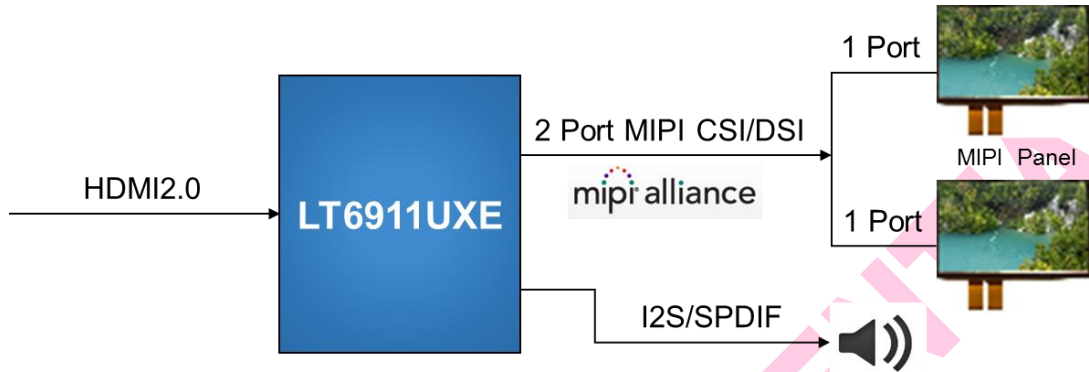 1 Port
2 Port MIPI CSI/DSI
MIPI Panel
HDMI2.0
mipi alliance
LT6911UXE
1 Port
I2S/SPDIF